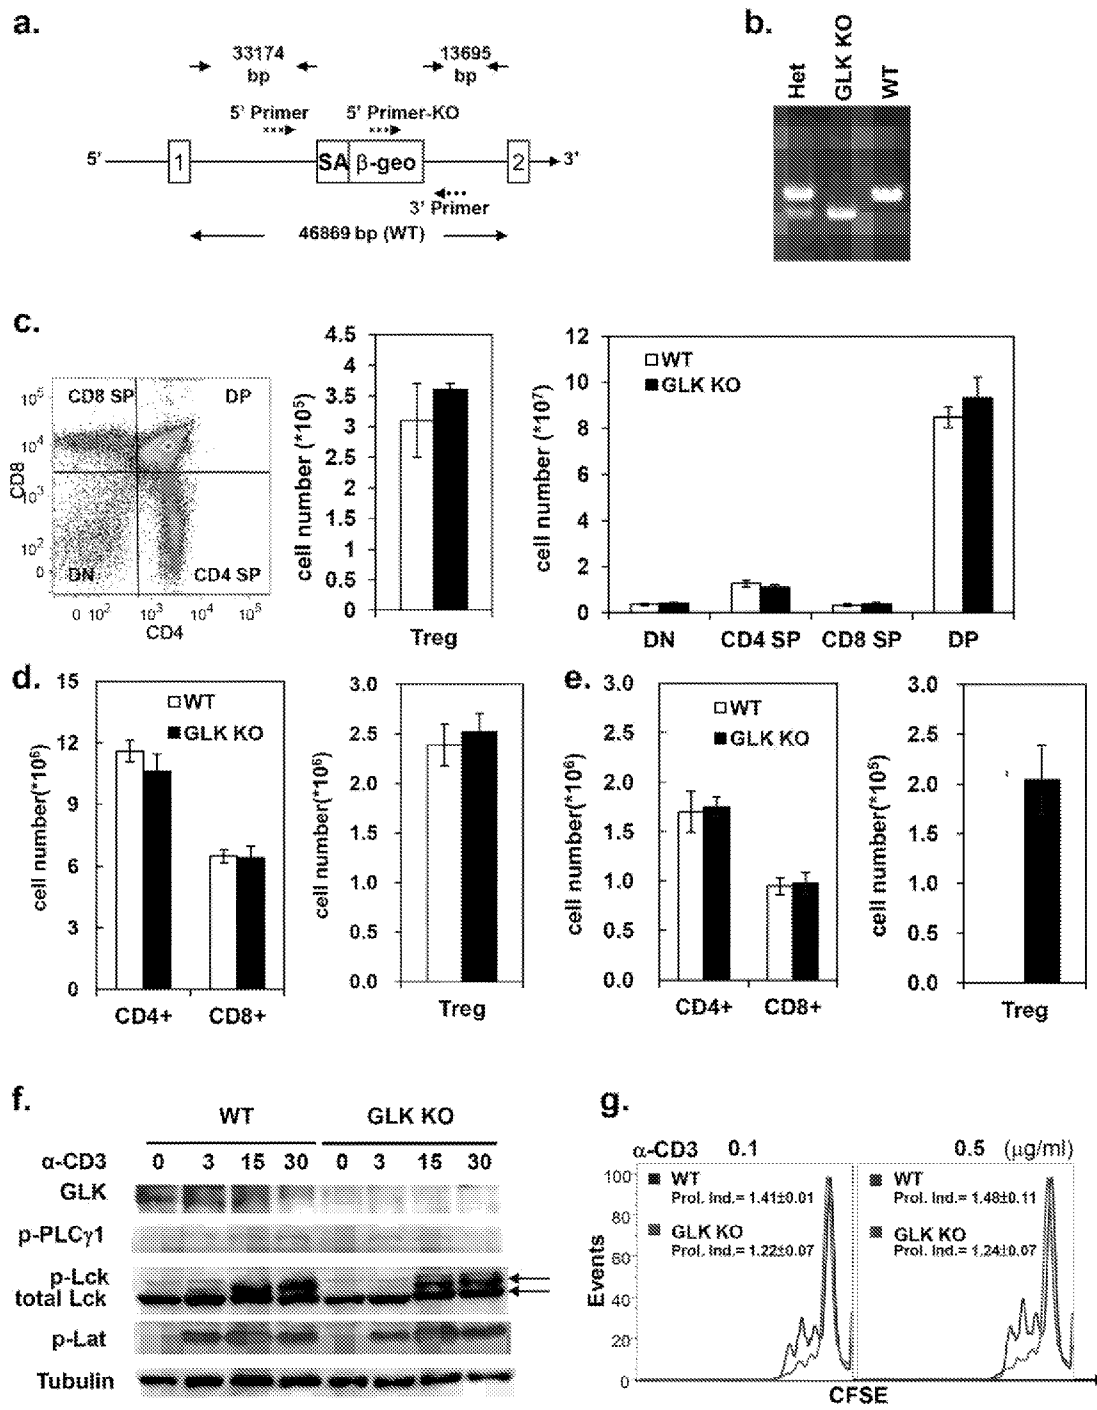 a.
33174
bp
13695
bp
5' Primer
5' Primer-KO
5'
1
SA
β-geo
2
3'
3' Primer
46869 bp (WT)
b.
Het
GLK KO
WT
c.
CD8 SP
DP
DN
CD4 SP
10⁵
10⁴
10³
10²
0
CD8
0 10² 10³ 10⁴ 10⁵
CD4
cell number (*10⁵)
4.5
4
3.5
3
2.5
2
1.5
1
0.5
0
Treg
cell number (*10⁷)
12
10
8
6
4
2
0
WT
GLK KO
DN CD4 SP CD8 SP DP
d.
cell number(*10⁶)
15
12
9
6
3
0
WT
GLK KO
CD4+ CD8+
cell number(*10⁶)
3.0
2.5
2.0
1.5
1.0
0.5
0.0
Treg
e.
cell number(*10⁶)
3.0
2.5
2.0
1.5
1.0
0.5
0.0
WT
GLK KO
CD4+ CD8+
cell number(*10⁵)
3.0
2.5
2.0
1.5
1.0
0.5
0.0
Treg
f.
WT GLK KO
α-CD3 0 3 15 30 0 3 15 30
GLK
p-PLCγ1
p-Lck
total Lck
p-Lat
Tubulin
g.
α-CD3 0.1 0.5 (μg/ml)
Events
100
80
60
40
20
0
WT
Prol. Ind.= 1.41±0.01
GLK KO
Prol. Ind.= 1.22±0.07
WT
Prol. Ind.= 1.48±0.11
GLK KO
Prol. Ind.= 1.24±0.07
CFSE